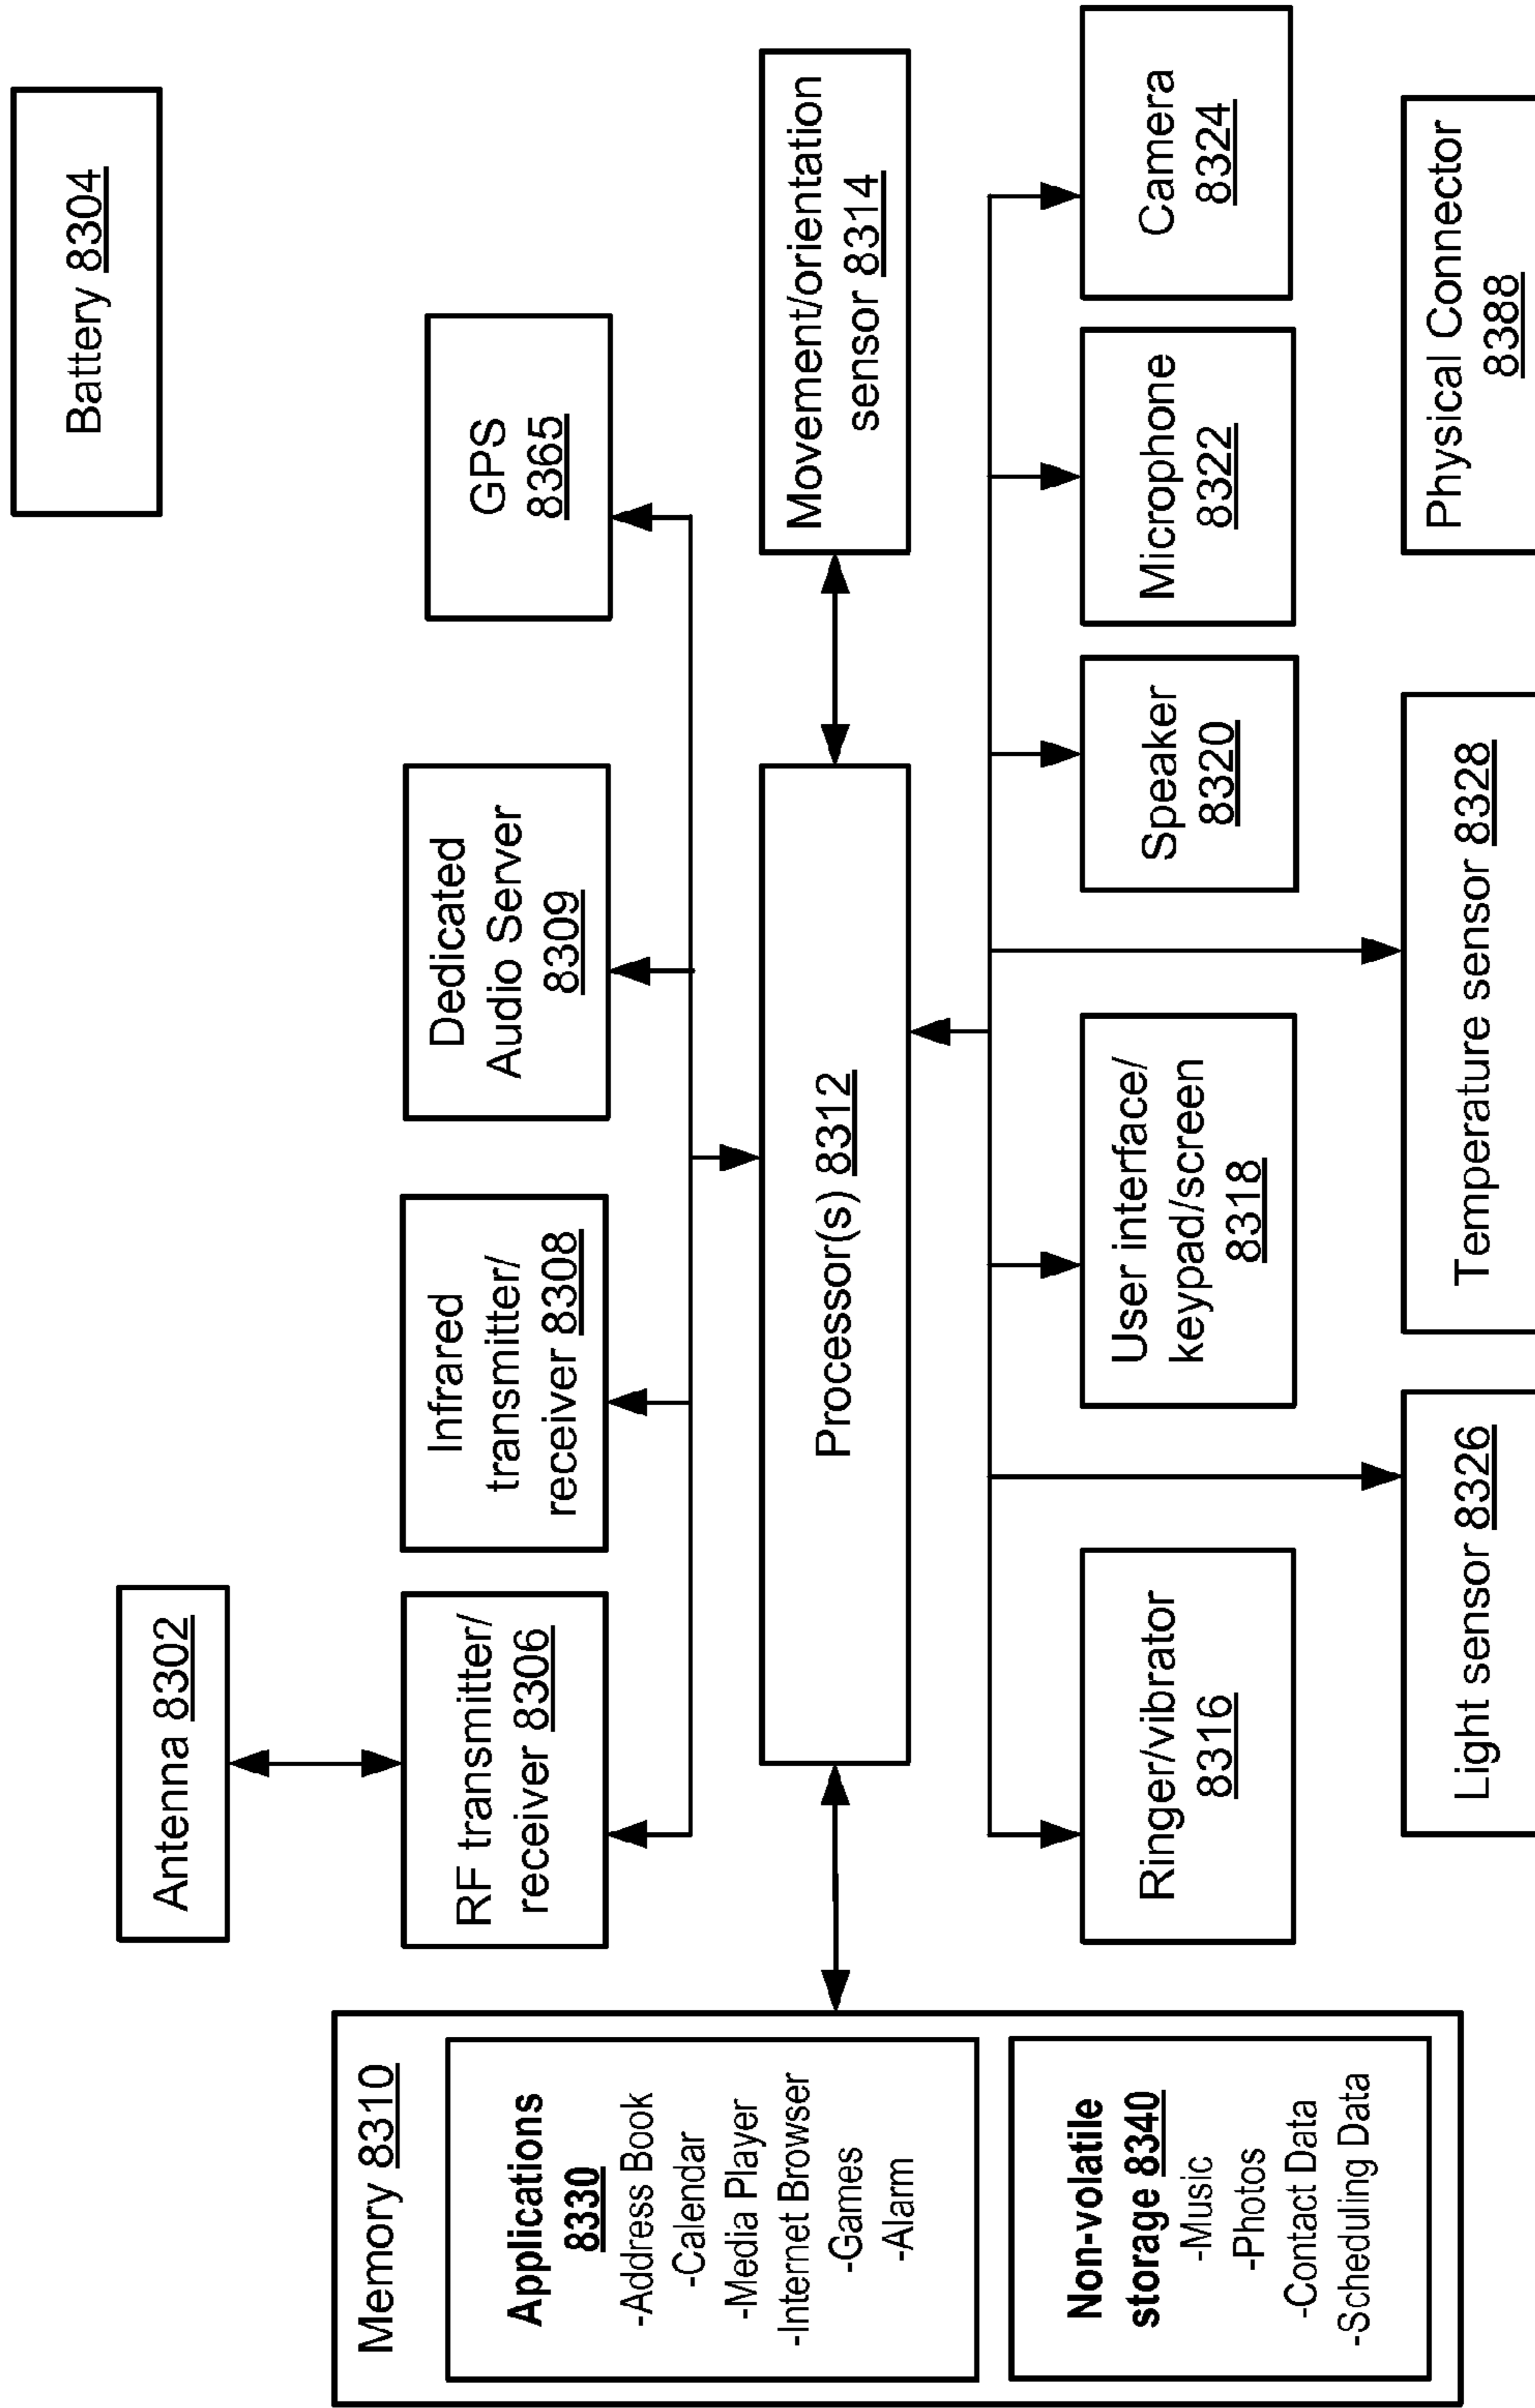 Battery 8304
Antenna 8302
RF transmitter/
receiver 8306
Infrared
transmitter/
receiver 8308
Dedicated
Audio Server
8309
GPS
8365
Memory 8310
Applications
8330
-Address Book
-Calendar
-Media Player
-Internet Browser
-Games
-Alarm
Non-volatile
storage 8340
-Music
-Photos
-Contact Data
-Scheduling Data
Processor(s) 8312
Movement/orientation
sensor 8314
Ringer/vibrator
8316
User interface/
keypad/screen
8318
Speaker
8320
Microphone
8322
Camera
8324
Light sensor 8326
Temperature sensor 8328
Physical Connector
8388